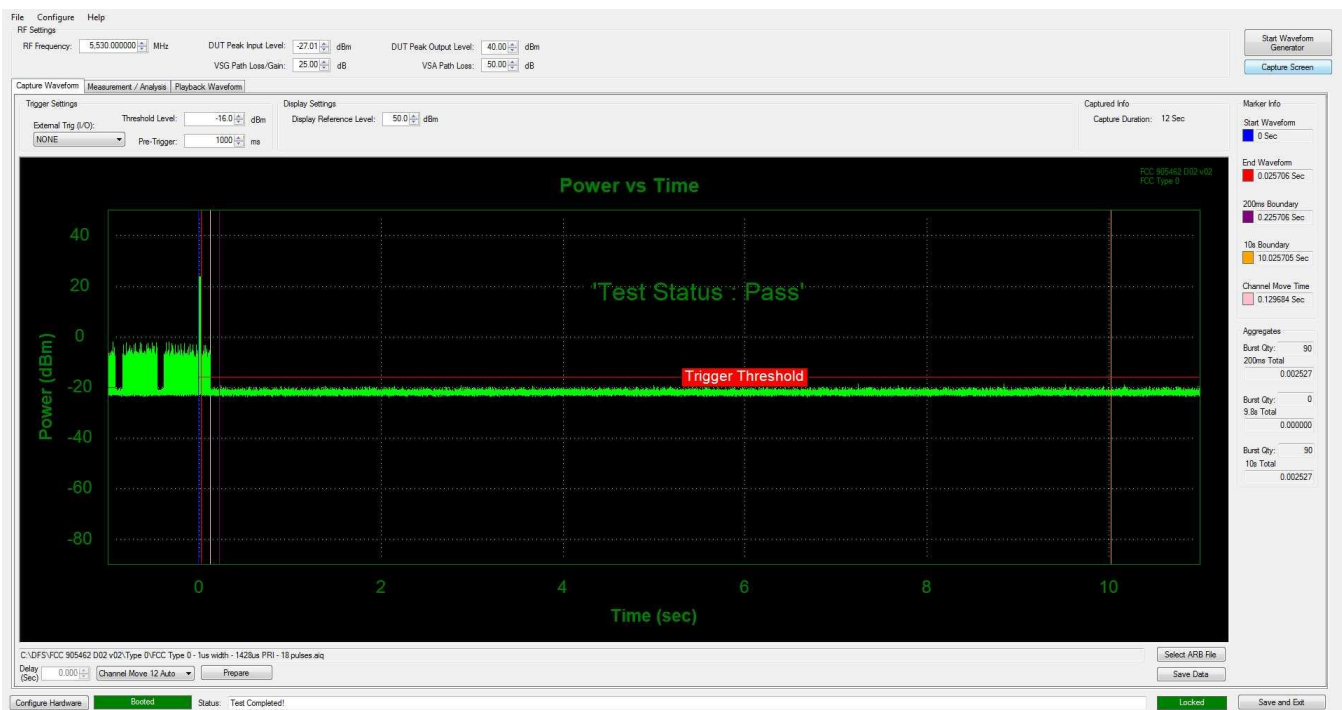 File Configure Help
RF Settings
RF Frequency: 5,530.000000 MHz DUT Peak Input Level: -27.01 dBm DUT Peak Output Level: 40.00 dBm
VSG Path Loss/Gain: 25.00 dB VSA Path Loss: 50.00 dB
Start Waveform Generator
Capture Screen
Capture Waveform Measurement / Analysis Playback Waveform
Trigger Settings
External Trig (I/O): Threshold Level: -16.0 dBm
NONE Pre-Trigger: 1000 ms
Display Settings
Display Reference Level: 50.0 dBm
Captured Info
Capture Duration: 12 Sec
Marker Info
Start Waveform
0 Sec
End Waveform
0.025706 Sec
200ms Boundary
0.225706 Sec
10s Boundary
10.025705 Sec
Channel Move Time
0.129684 Sec
Aggregates
Burst Qty: 90
200ms Total
0.002527
Burst Qty: 0
9.8s Total
0.000000
Burst Qty: 90
10s Total
0.002527
Power vs Time
FCC 905462 D02 v02
FCC Type 0
'Test Status : Pass'
Trigger Threshold
Power (dBm)
40
20
0
-20
-40
-60
-80
0 2 4 6 8 10
Time (sec)
C:\DFS\FCC 905462 D02 v02\Type 0\FCC Type 0 - 1us width - 1428us PRI - 18 pulses.aiq
Select ARB File
Delay (Sec) 0.000 Channel Move 12 Auto Prepare
Save Data
Configure Hardware Booted Status: Test Completed! Locked Save and Exit